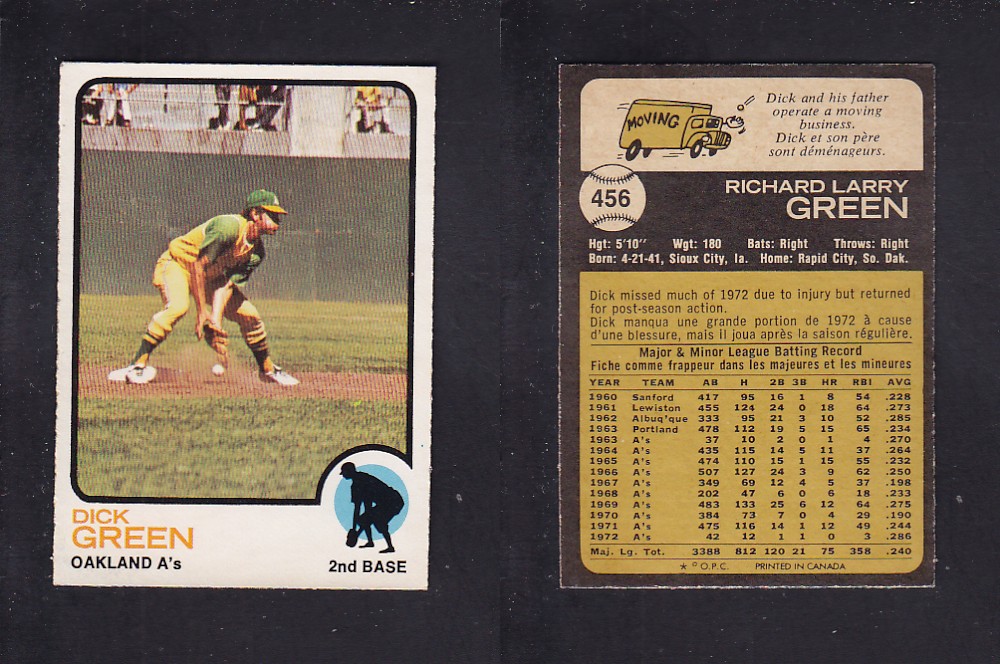 DICK
GREEN
OAKLAND A's
2nd BASE
MOVING
Dick and his father
operate a moving
business.
Dick et son père
sont déménageurs.
456
RICHARD LARRY
GREEN
Hgt: 5'10" Wgt: 180 Bats: Right Throws: Right
Born: 4-21-41, Sioux City, Ia. Home: Rapid City, So. Dak.
Dick missed much of 1972 due to injury but returned
for post-season action.
Dick manqua une grande portion de 1972 à cause
d'une blessure, mais il joua après la saison régulière.
Major & Minor League Batting Record
Fiche comme frappeur dans les majeures et les mineures
YEAR TEAM AB H 2B 3B HR RBI AVG
1960 Sanford 417 95 16 1 8 54 .228
1961 Lewiston 455 124 24 0 18 64 .273
1962 Albuq'que 333 95 21 3 10 52 .285
1963 Portland 478 112 19 5 15 65 .234
1963 A's 37 10 2 0 1 4 .270
1964 A's 435 115 14 5 11 37 .264
1965 A's 474 110 15 1 15 55 .232
1966 A's 507 127 24 3 9 62 .250
1967 A's 349 69 12 4 5 37 .198
1968 A's 202 47 6 0 6 18 .233
1969 A's 483 133 25 6 12 64 .275
1970 A's 384 73 7 0 4 29 .190
1971 A's 475 116 14 1 12 49 .244
1972 A's 42 12 1 1 0 3 .286
Maj. Lg. Tot. 3388 812 120 21 75 358 .240
* © O.P.C. PRINTED IN CANADA